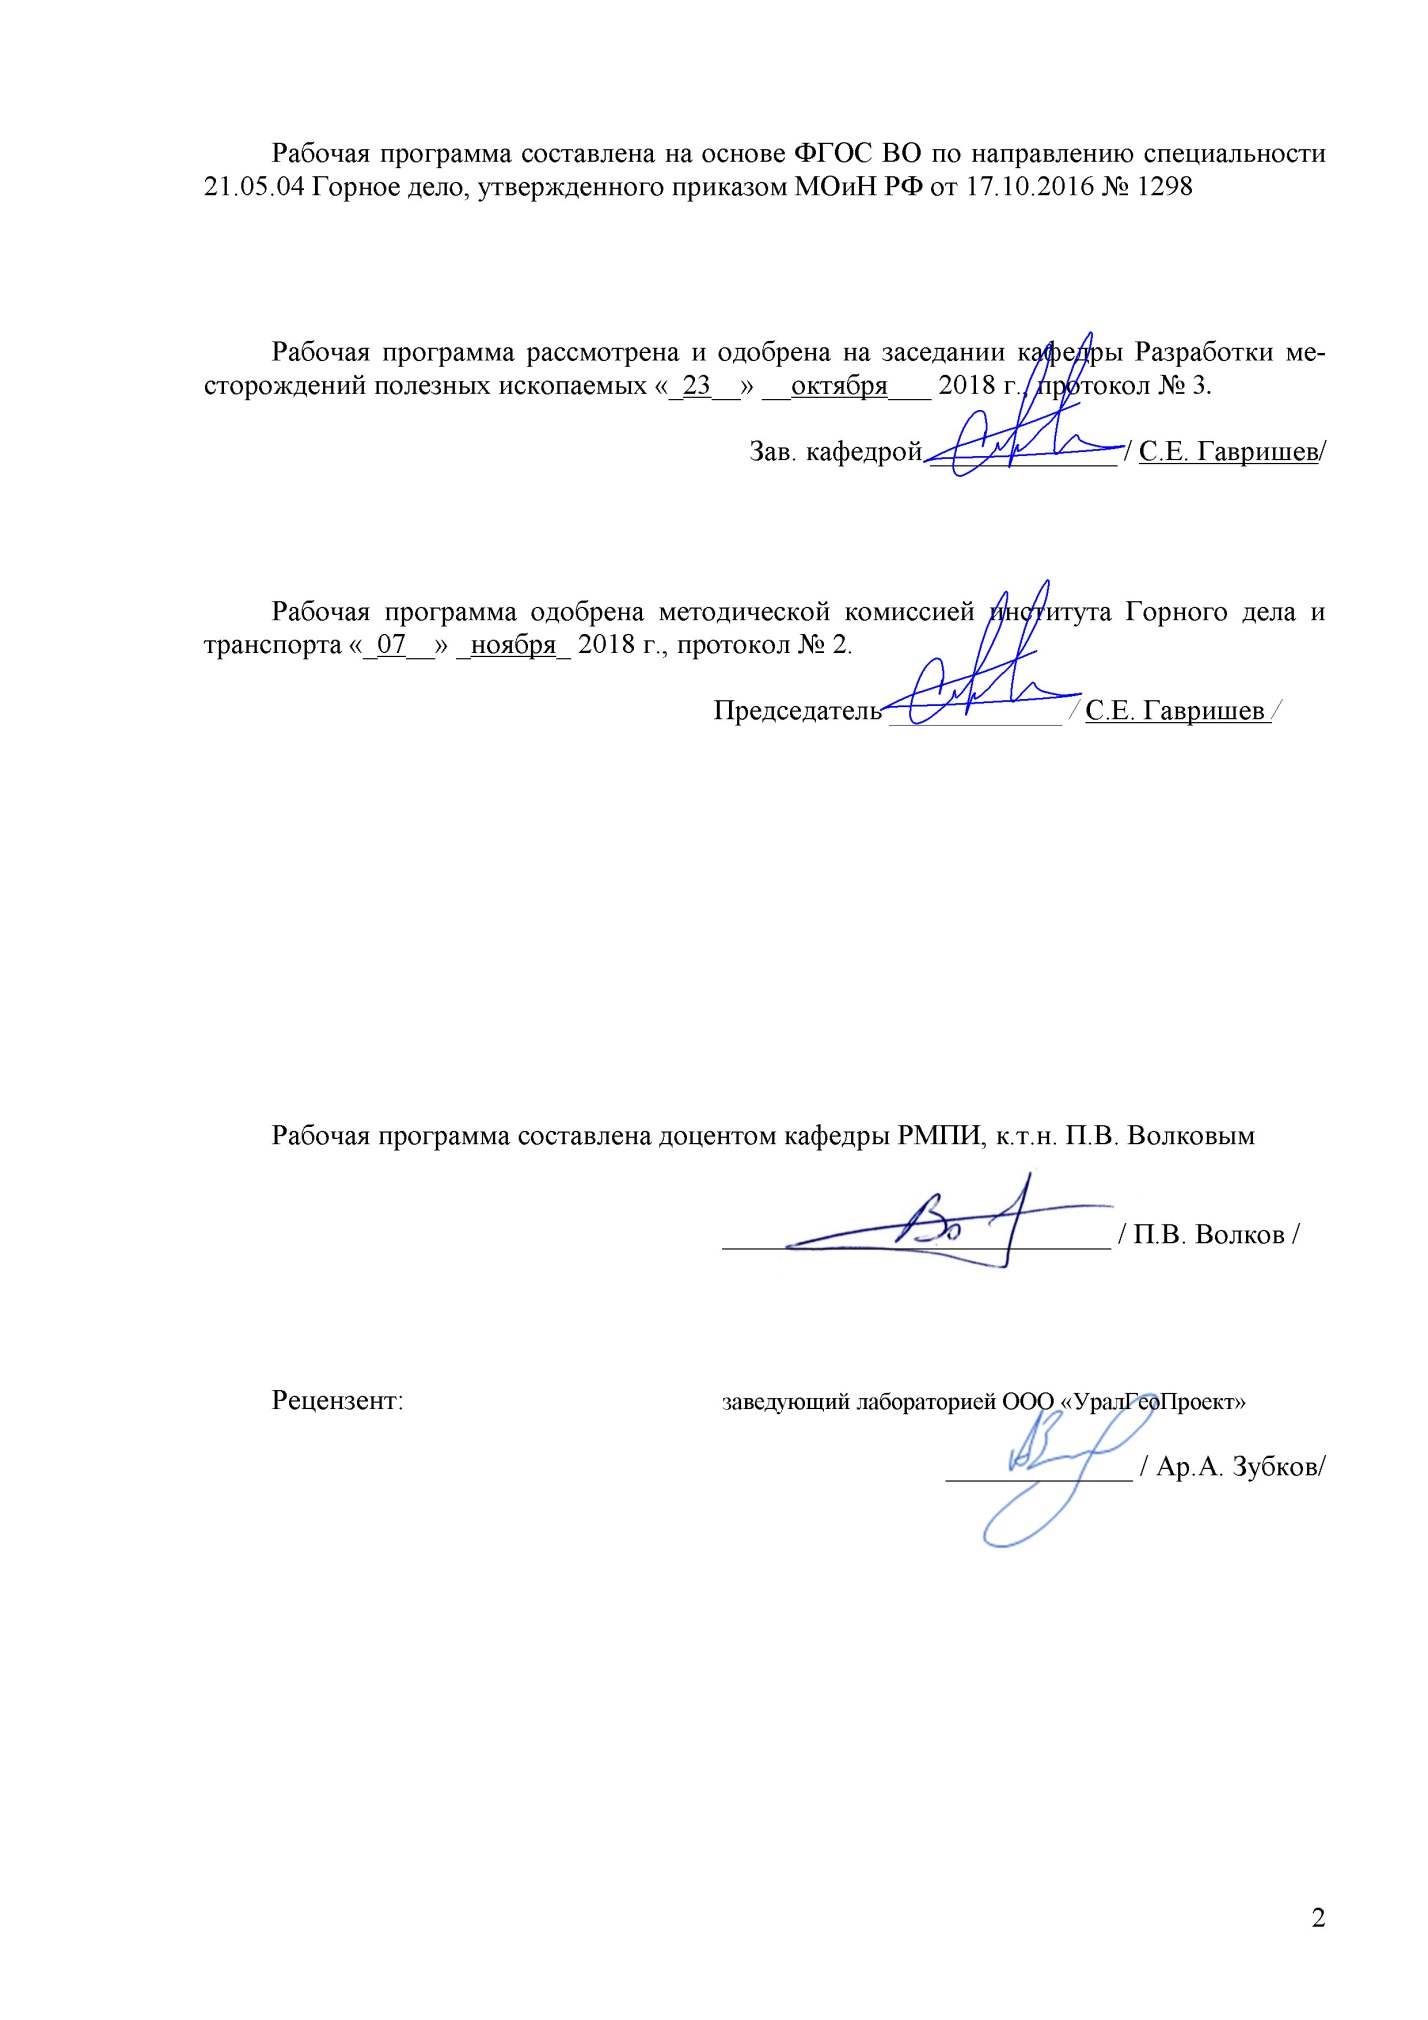 Рабочая программа составлена на основе ФГОС ВО по направлению специальности
21.05.04 Горное дело, утвержденного приказом МОиН РФ от 17.10.2016 № 1298
Рабочая программа рассмотрена и одобрена на заседании кафедры Разработки ме-
сторождений полезных ископаемых «_23__» __октября___ 2018 г., протокол № 3.
Зав. кафедрой _____________ / С.Е. Гавришев/
Рабочая программа одобрена методической комиссией института Горного дела и
транспорта «_07__» _ноября_ 2018 г., протокол № 2.
Председатель ____________ / С.Е. Гавришев /
Рабочая программа составлена доцентом кафедры РМПИ, к.т.н. П.В. Волковым
___________________________ / П.В. Волков /
Рецензент: заведующий лабораторией ООО «УралГеоПроект»
_____________ / Ар.А. Зубков/
2